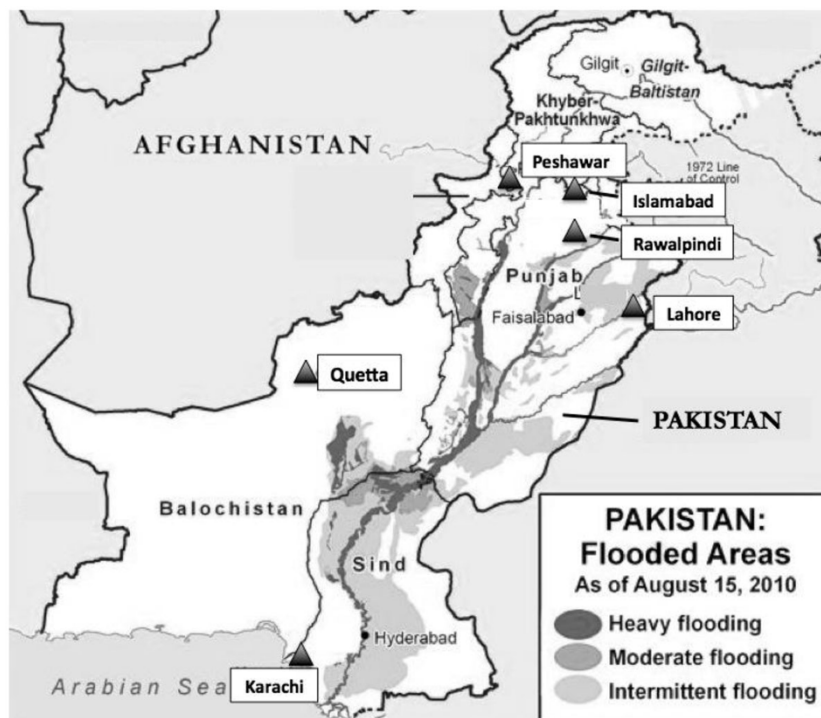 Gilgit
Gilgit-
Baltistan
Khyber-
Pakhtunkhwa
AFGHANISTAN
Peshawar
1972 Line
of Control
Islamabad
Rawalpindi
Punjab
L
Faisalabad
Lahore
Quetta
PAKISTAN
Balochistan
Sind
Hyderabad
Karachi
Arabian Sea
PAKISTAN:
Flooded Areas
As of August 15, 2010
Heavy flooding
Moderate flooding
Intermittent flooding